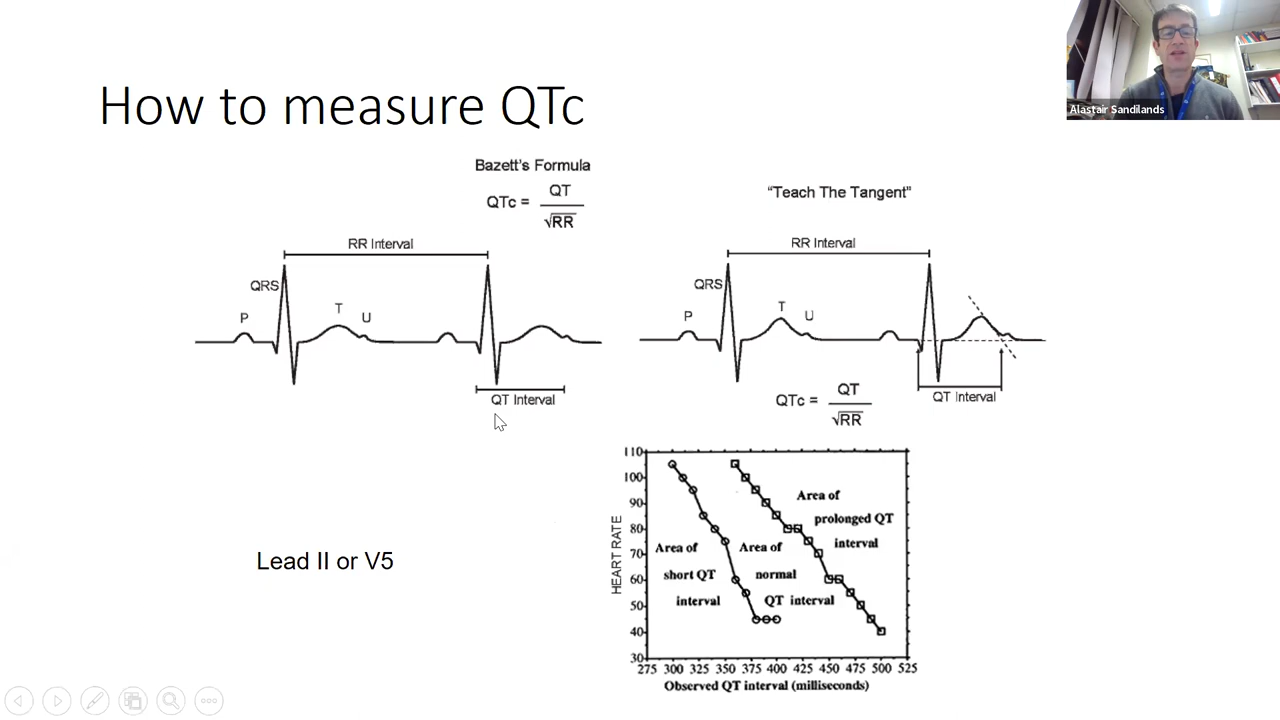 Alastair Sandilands
How to measure QTc
Bazett's Formula
QTc = QT
√RR
RR Interval
QRS
P
T
U
QT Interval
"Teach The Tangent"
RR Interval
QRS
P
T
U
QT Interval
QTc = QT
√RR
Lead II or V5
110
100
90
80
70
60
50
40
30
HEART RATE
Area of
short QT
interval
Area of
normal
QT interval
Area of
prolonged QT
interval
275 300 325 350 375 400 425 450 475 500 525
Observed QT interval (milliseconds)